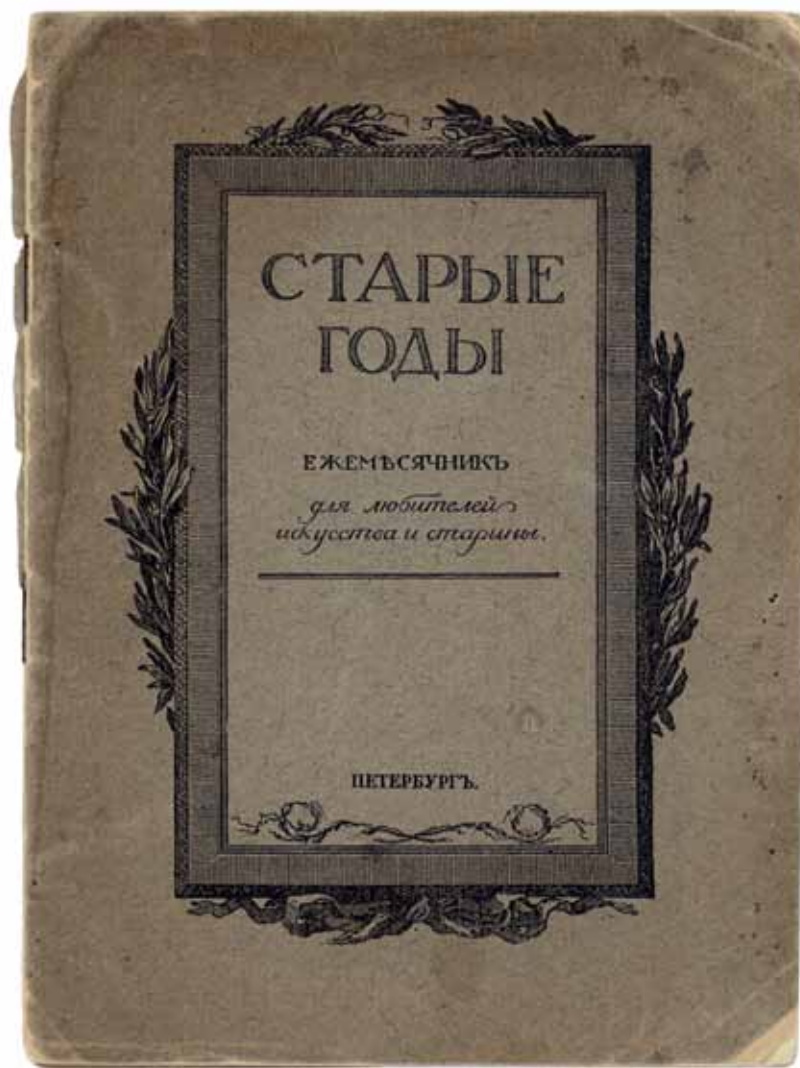 СТАРЫЕ
ГОДЫ
ЕЖЕМѢСЯЧНИКЪ
для любителей
искусства и старины.
ПЕТЕРБУРГЪ.